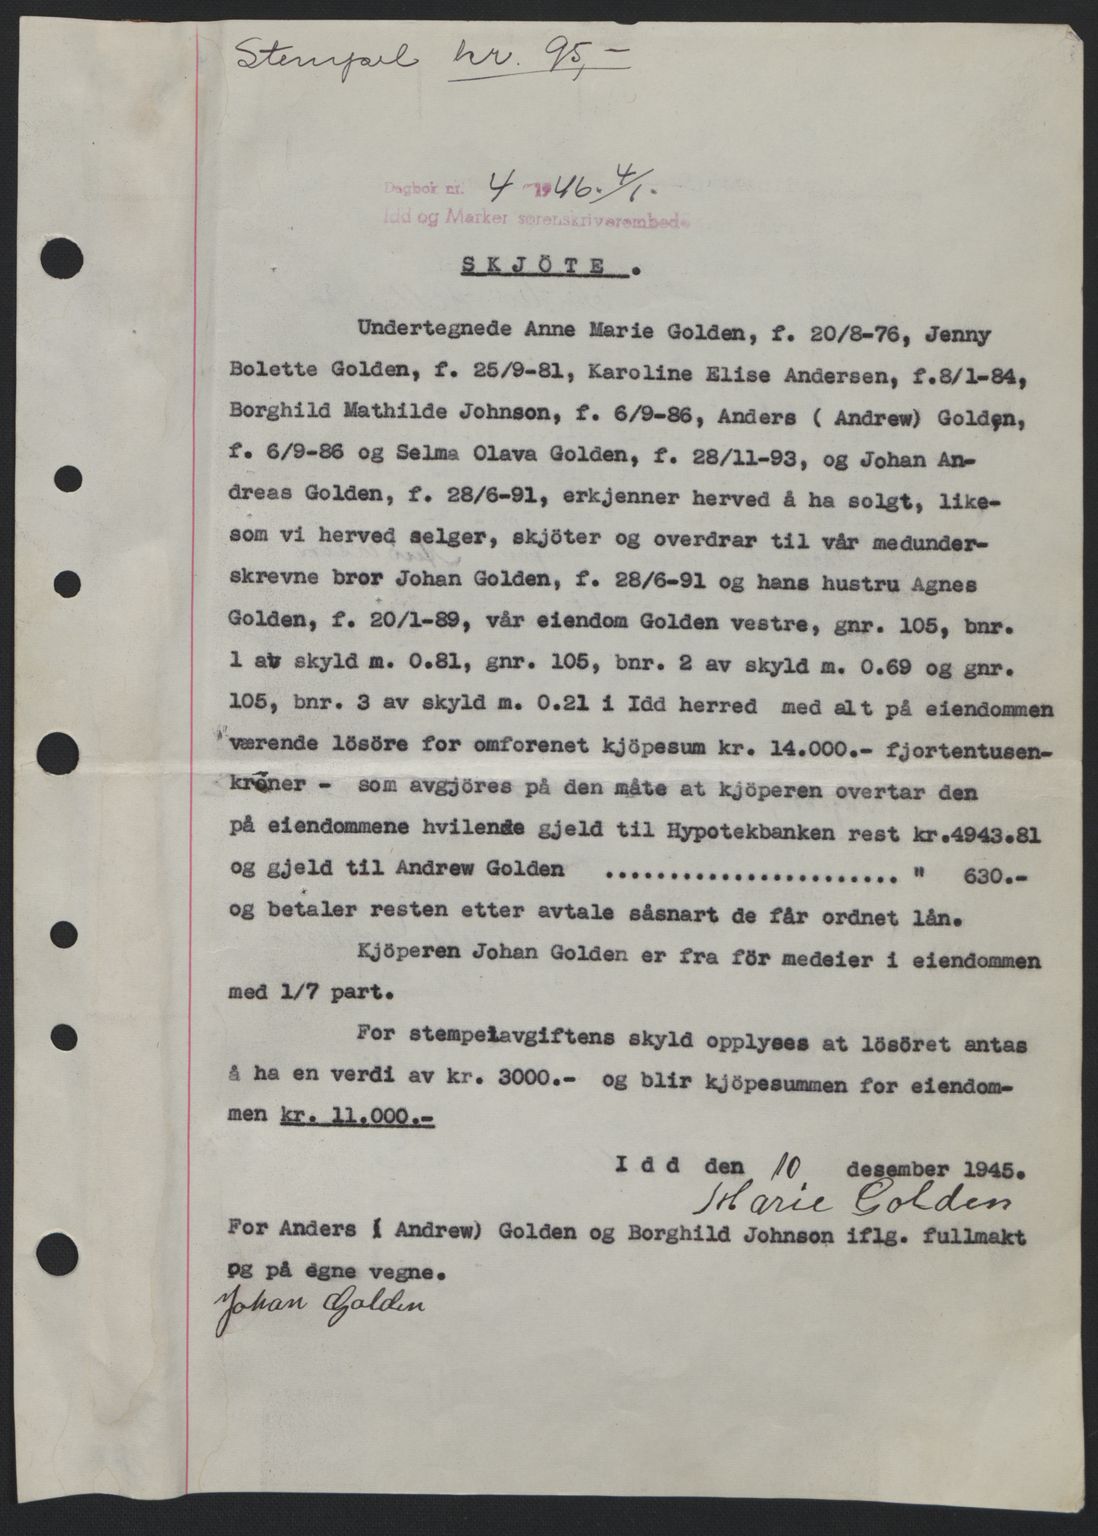 Stempel kr. 95,-
Dagbok nr. 4 1946. 4/1.
Idd og Marker sørenskriverembede
SKJÖTE.
Undertegnede Anne Marie Golden, f. 20/8-76, Jenny
Bolette Golden, f. 25/9-81, Karoline Elise Andersen, f.8/1-84,
Borghild Mathilde Johnson, f. 6/9-86, Anders ( Andrew) Golden,
f. 6/9-86 og Selma Olava Golden, f. 28/11-93, og Johan An-
dreas Golden, f. 28/6-91, erkjenner herved å ha solgt, like-
som vi herved selger, skjöter og overdrar til vår medunder-
skrevne bror Johan Golden, f. 28/6-91 og hans hustru Agnes
Golden, f. 20/1-89, vår eiendom Golden vestre, gnr. 105, bnr.
1 av skyld m. 0.81, gnr. 105, bnr. 2 av skyld m. 0.69 og gnr.
105, bnr. 3 av skyld m. 0.21 i Idd herred med alt på eiendommen
værende lösöre for omforenet kjöpesum kr. 14.000.- fjortentusen-
kroner - som avgjöres på den måte at kjöperen overtar den
på eiendommene hvilende gjeld til Hypotekbanken rest kr.4943.81
og gjeld til Andrew Golden ....................... " 630.-
og betaler resten etter avtale såsnart de får ordnet lån.
Kjöperen Johan Golden er fra för medeier i eiendommen
med 1/7 part.
For stempelavgiftens skyld opplyses at lösöret antas
å ha en verdi av kr. 3000.- og blir kjöpesummen for eiendom-
men kr. 11.000.-
Idd den 10 desember 1945.
Marie Golden
For Anders ( Andrew) Golden og Borghild Johnson iflg. fullmakt
og på egne vegne.
Johan Golden